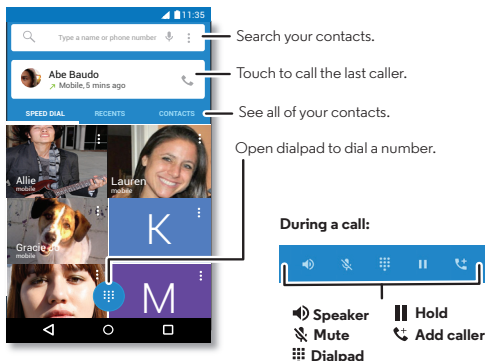 11:35
Type a name or phone number
Search your contacts.
Abe Baudo
Mobile, 5 mins ago
Touch to call the last caller.
SPEED DIAL RECENTS CONTACTS
See all of your contacts.
Open dialpad to dial a number.
Allie
mobile
Lauren
mobile
Gracie
mobile
K
M
During a call:
Speaker
Hold
Mute
Add caller
Dialpad